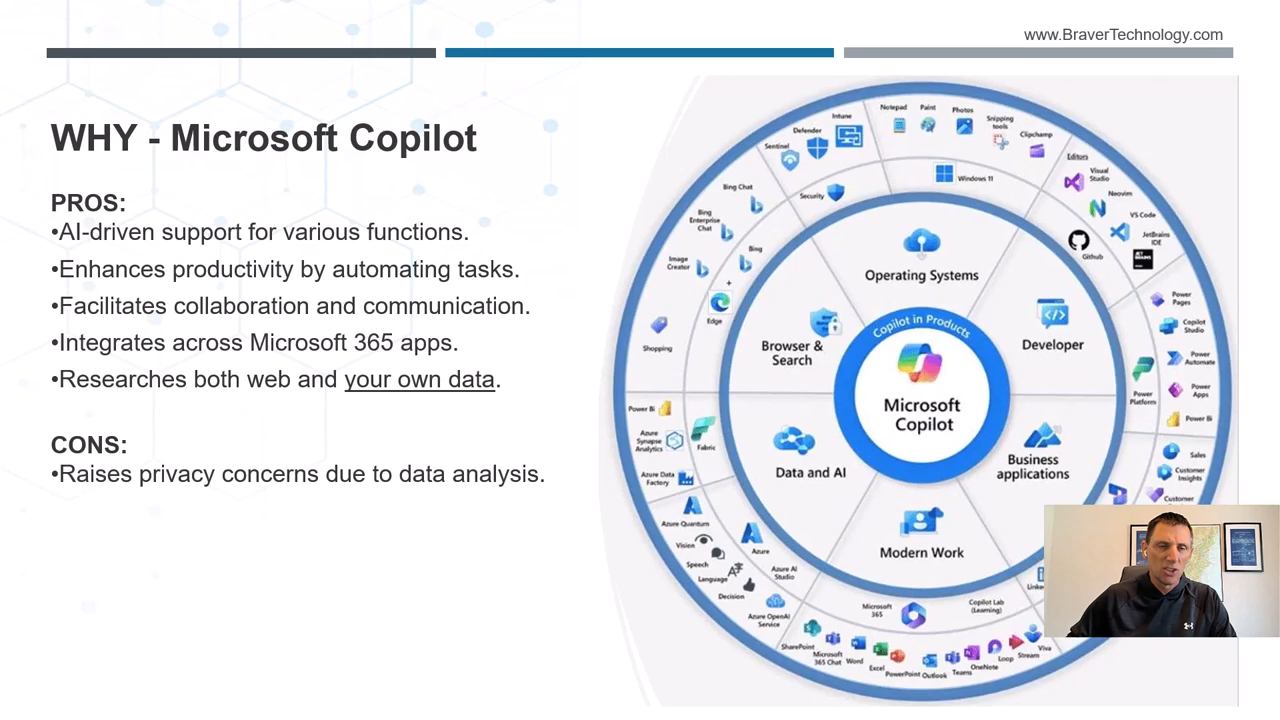 www.BraverTechnology.com
WHY - Microsoft Copilot
PROS:
•AI-driven support for various functions.
•Enhances productivity by automating tasks.
•Facilitates collaboration and communication.
•Integrates across Microsoft 365 apps.
•Researches both web and your own data.
CONS:
•Raises privacy concerns due to data analysis.
Copilot in Products
Microsoft
Copilot
Operating Systems
Developer
Business
applications
Modern Work
Data and AI
Browser &
Search
Windows 11
Notepad
Paint
Photos
Snipping
tools
Clipchamp
Editors
Visual
Studio
Neovim
VS Code
JetBrains
IDE
Github
Power
Pages
Copilot
Studio
Power
Automate
Power
Apps
Power BI
Power
Platform
Sales
Customer
Insights
Customer
Microsoft
365
Copilot Lab
(Learning)
SharePoint
Microsoft
365 Chat
Word
Excel
PowerPoint
Outlook
Teams
OneNote
Loop
Stream
Viva
Azure
Azure AI
Studio
Azure OpenAI
Service
Decision
Language
Speech
Vision
Azure Quantum
Fabric
Power Bi
Azure
Synapse
Analytics
Azure Data
Factory
Edge
+
Bing
Shopping
Image
Creator
Bing
Enterprise
Chat
Bing Chat
Security
Sentinel
Defender
Intune